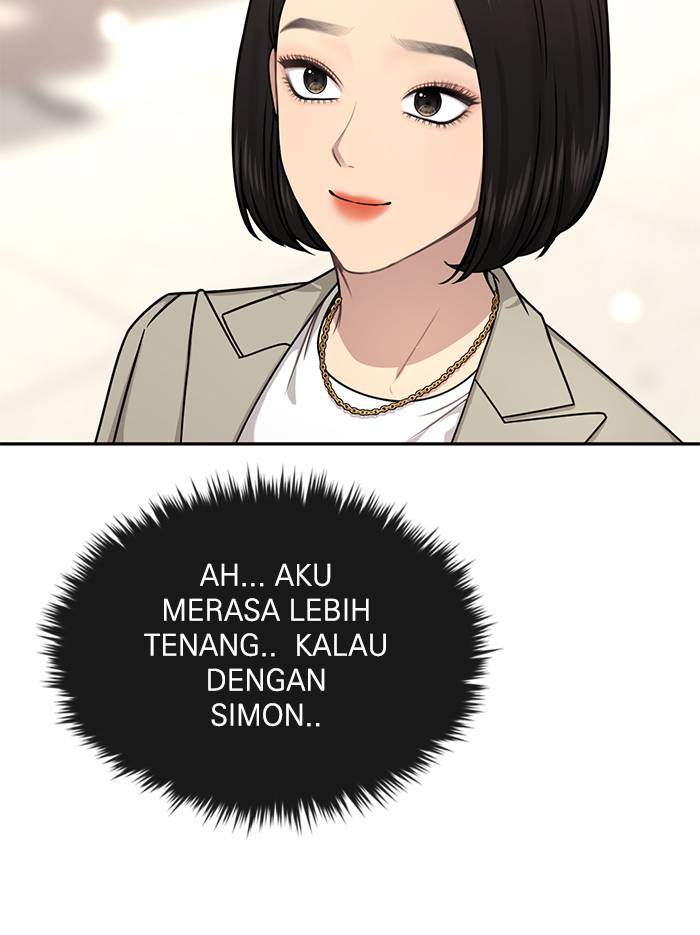 AH... AKU
MERASA LEBIH
TENANG.. KALAU
DENGAN
SIMON..